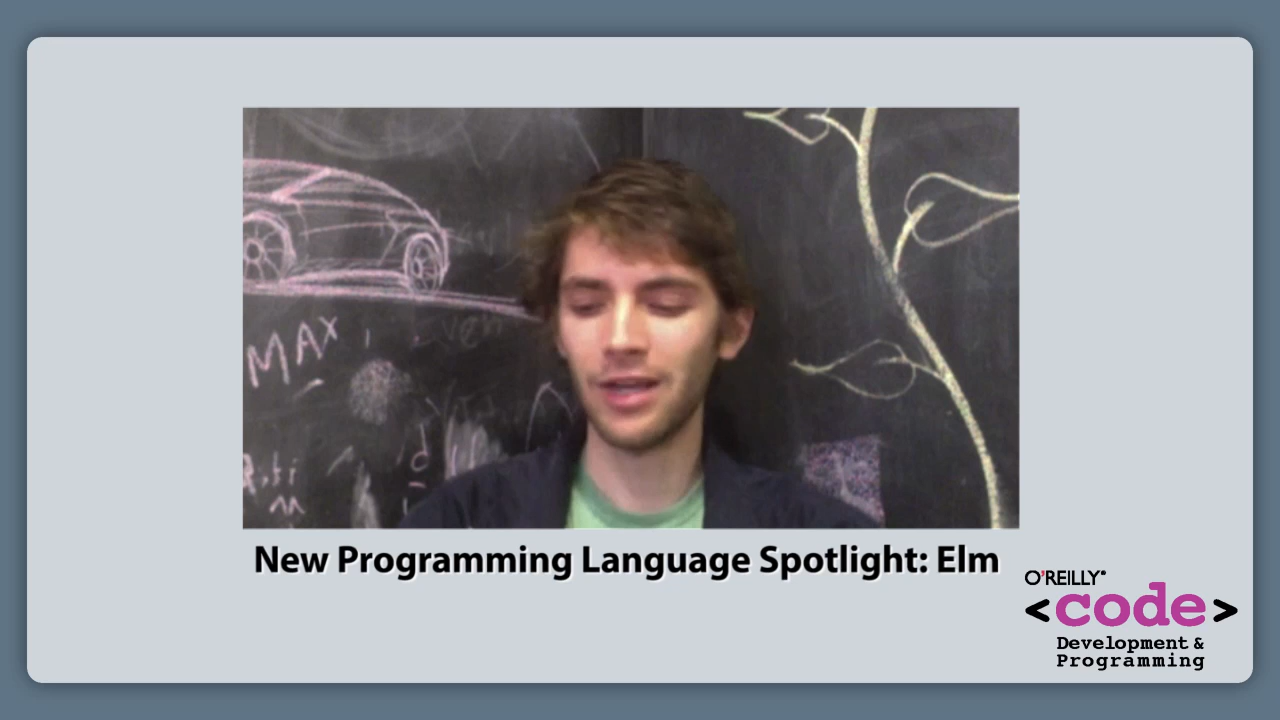 MAX
New Programming Language Spotlight: Elm
O'REILLY
<code>
Development &
Programming